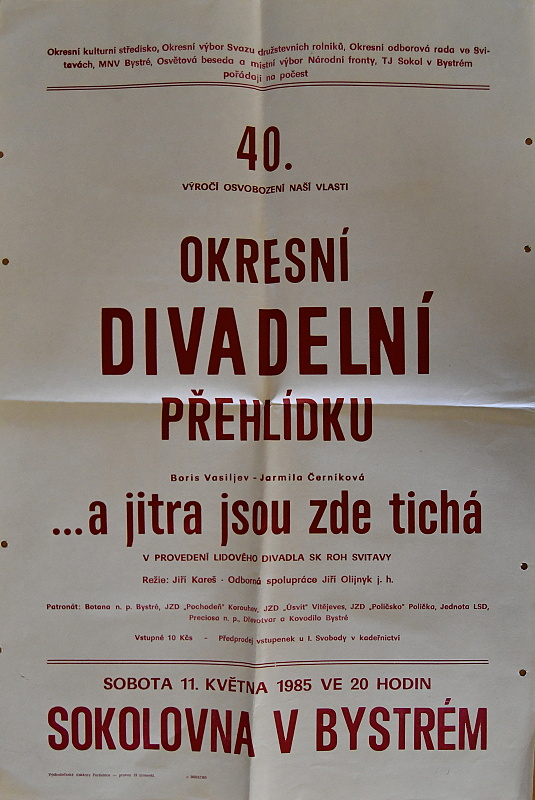 Okresní kulturní středisko, Okresní výbor Svazu družstevních rolníků, Okresní odborová rada ve Svi-
tavách, MNV Bystré, Osvětová beseda a místní výbor Národní fronty, TJ Sokol v Bystrém
pořádají na počest
40.
VÝROČÍ OSVOBOZENÍ NAŠÍ VLASTI
OKRESNÍ
DIVADELNÍ
PŘEHLÍDKU
Boris Vasiljev - Jarmila Černíková
...a jitra jsou zde tichá
V PROVEDENÍ LIDOVÉHO DIVADLA SK ROH SVITAVY
Režie: Jiří Kareš - Odborná spolupráce Jiří Olijnyk j. h.
Patronát: Botana n. p. Bystré, JZD „Pochodeň" Korouhev, JZD „Úsvit" Vítějeves, JZD „Poličsko" Polička, Jednota LSD,
Preciosa n. p., Dřevotvar a Kovodílo Bystré
Vstupné 10 Kčs - Předprodej vstupenek u I. Svobody v kadeřnictví
SOBOTA 11. KVĚTNA 1985 VE 20 HODIN
SOKOLOVNA V BYSTRÉM